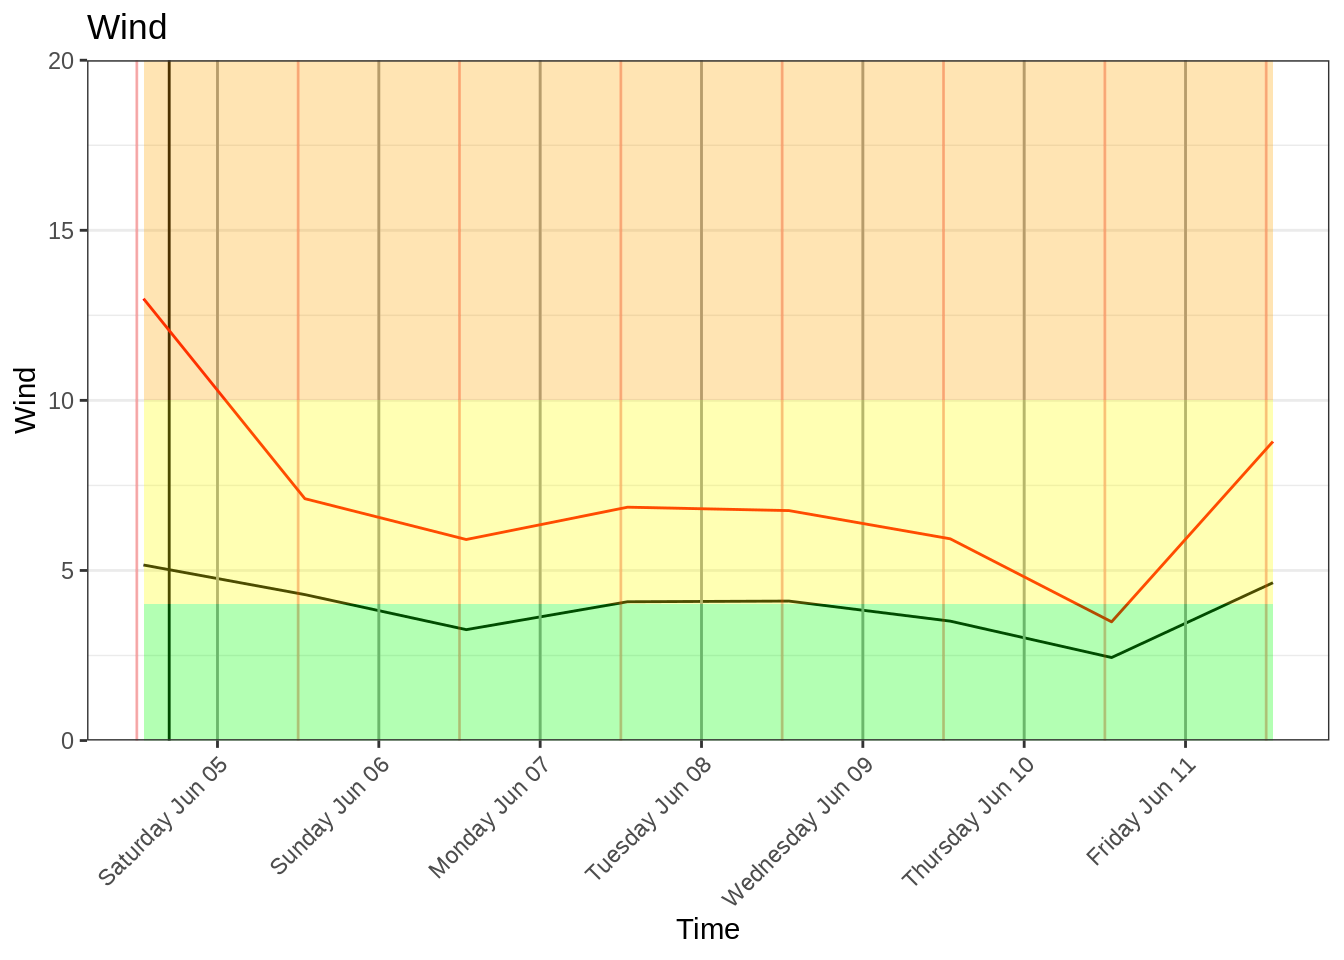 Wind
20
15
10
5
0
Wind
Saturday Jun 05
Sunday Jun 06
Monday Jun 07
Tuesday Jun 08
Wednesday Jun 09
Thursday Jun 10
Friday Jun 11
Time